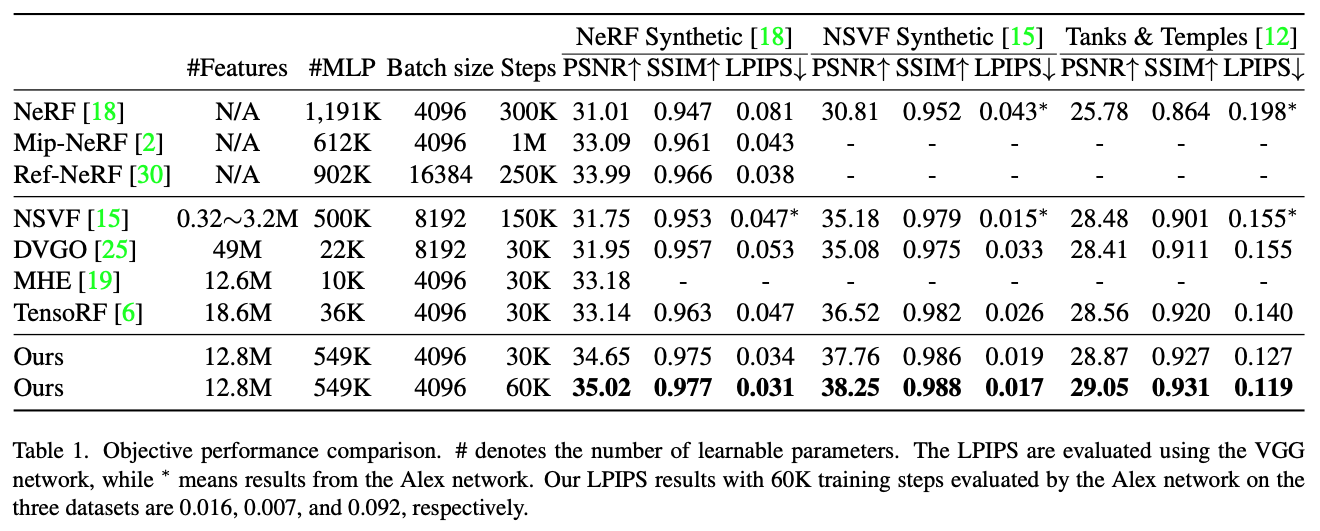 NeRF Synthetic [18] NSVF Synthetic [15] Tanks & Temples [12]
#Features #MLP Batch size Steps PSNR↑ SSIM↑ LPIPS↓ PSNR↑ SSIM↑ LPIPS↓ PSNR↑ SSIM↑ LPIPS↓
NeRF [18] N/A 1,191K 4096 300K 31.01 0.947 0.081 30.81 0.952 0.043* 25.78 0.864 0.198*
Mip-NeRF [2] N/A 612K 4096 1M 33.09 0.961 0.043 - - - - - -
Ref-NeRF [30] N/A 902K 16384 250K 33.99 0.966 0.038 - - - - - -
NSVF [15] 0.32~3.2M 500K 8192 150K 31.75 0.953 0.047* 35.18 0.979 0.015* 28.48 0.901 0.155*
DVGO [25] 49M 22K 8192 30K 31.95 0.957 0.053 35.08 0.975 0.033 28.41 0.911 0.155
MHE [19] 12.6M 10K 4096 30K 33.18 - - - - - - - -
TensoRF [6] 18.6M 36K 4096 30K 33.14 0.963 0.047 36.52 0.982 0.026 28.56 0.920 0.140
Ours 12.8M 549K 4096 30K 34.65 0.975 0.034 37.76 0.986 0.019 28.87 0.927 0.127
Ours 12.8M 549K 4096 60K 35.02 0.977 0.031 38.25 0.988 0.017 29.05 0.931 0.119
Table 1. Objective performance comparison. # denotes the number of learnable parameters. The LPIPS are evaluated using the VGG
network, while * means results from the Alex network. Our LPIPS results with 60K training steps evaluated by the Alex network on the
three datasets are 0.016, 0.007, and 0.092, respectively.